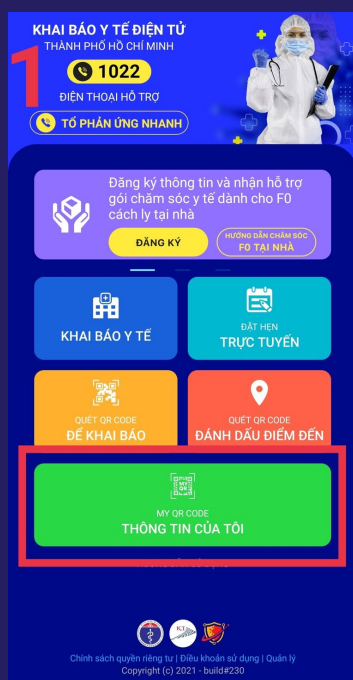 KHAI BÁO Y TẾ ĐIỆN TỬ
THÀNH PHỐ HỒ CHÍ MINH
1
1022
ĐIỆN THOẠI HỖ TRỢ
TỔ PHẢN ỨNG NHANH
Đăng ký thông tin và nhận hỗ trợ
gói chăm sóc y tế dành cho F0
cách ly tại nhà
ĐĂNG KÝ
HƯỚNG DẪN CHĂM SÓC
F0 TẠI NHÀ
KHAI BÁO Y TẾ
ĐẶT HẸN
TRỰC TUYẾN
QUÉT QR CODE
ĐỂ KHAI BÁO
QUÉT QR CODE
ĐÁNH DẤU ĐIỂM ĐẾN
MY QR
MY QR CODE
THÔNG TIN CỦA TÔI
Chính sách quyền riêng tư | Điều khoản sử dụng | Quản lý
Copyright (c) 2021 - build#230